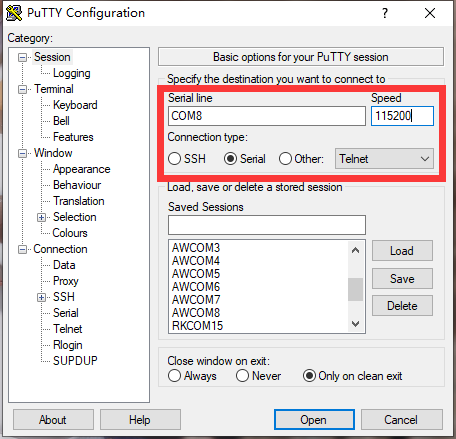 PuTTY Configuration
Category:
Session
Logging
Terminal
Keyboard
Bell
Features
Window
Appearance
Behaviour
Translation
Selection
Colours
Connection
Data
Proxy
SSH
Serial
Telnet
Rlogin
SUPDUP
Basic options for your PuTTY session
Specify the destination you want to connect to
Serial line Speed
COM8 115200
Connection type:
SSH Serial Other: Telnet
Load, save or delete a stored session
Saved Sessions
AWCOM3
AWCOM4
AWCOM5
AWCOM6
AWCOM7
AWCOM8
RKCOM15
Load
Save
Delete
Close window on exit:
Always Never Only on clean exit
About Help Open Cancel